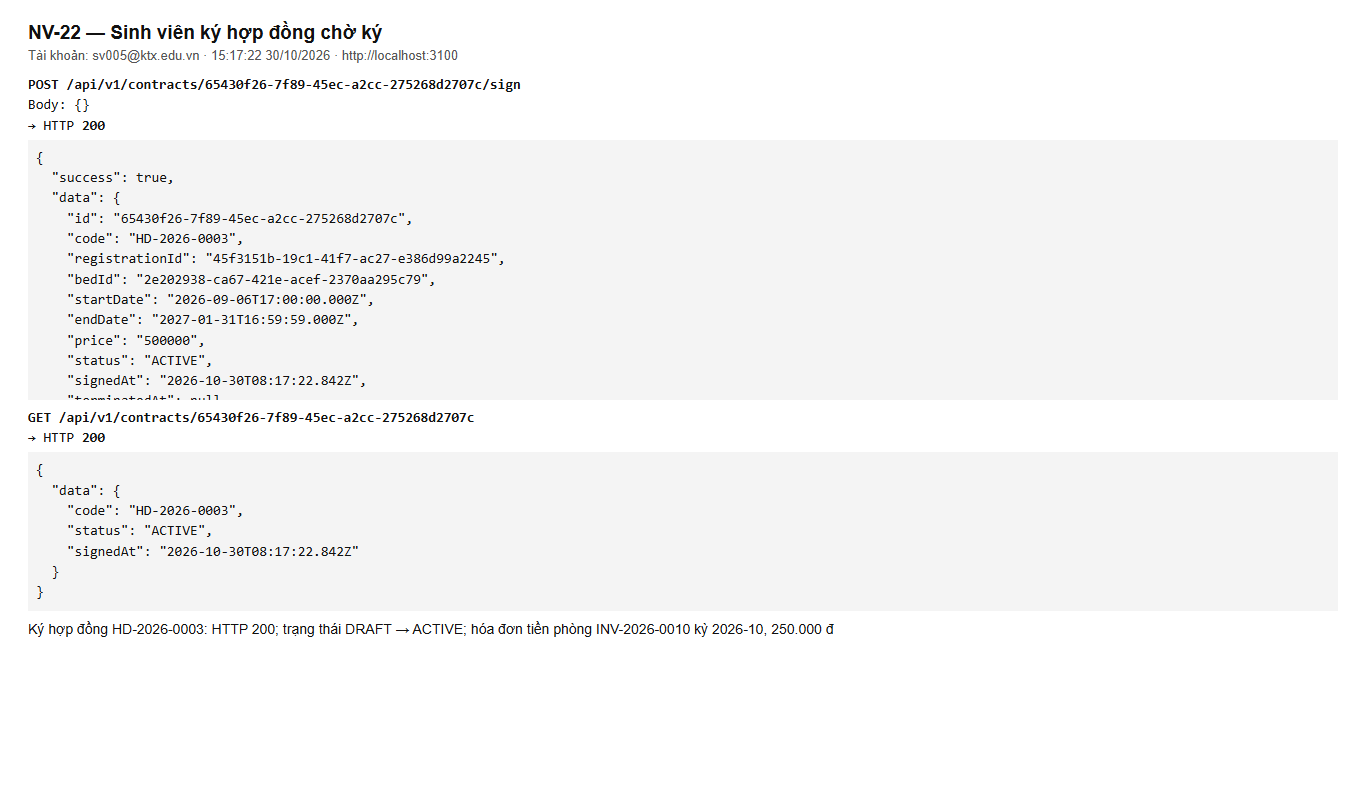 NV-22 — Sinh viên ký hợp đồng chờ ký
Tài khoản: sv005@ktx.edu.vn · 15:17:22 30/10/2026 · http://localhost:3100
POST /api/v1/contracts/65430f26-7f89-45ec-a2cc-275268d2707c/sign
Body: {}
→ HTTP 200
{
  "success": true,
  "data": {
    "id": "65430f26-7f89-45ec-a2cc-275268d2707c",
    "code": "HD-2026-0003",
    "registrationId": "45f3151b-19c1-41f7-ac27-e386d99a2245",
    "bedId": "2e202938-ca67-421e-acef-2370aa295c79",
    "startDate": "2026-09-06T17:00:00.000Z",
    "endDate": "2027-01-31T16:59:59.000Z",
    "price": "500000",
    "status": "ACTIVE",
    "signedAt": "2026-10-30T08:17:22.842Z",
    "terminatedAt": null
GET /api/v1/contracts/65430f26-7f89-45ec-a2cc-275268d2707c
→ HTTP 200
{
  "data": {
    "code": "HD-2026-0003",
    "status": "ACTIVE",
    "signedAt": "2026-10-30T08:17:22.842Z"
  }
}
Ký hợp đồng HD-2026-0003: HTTP 200; trạng thái DRAFT → ACTIVE; hóa đơn tiền phòng INV-2026-0010 kỳ 2026-10, 250.000 đ